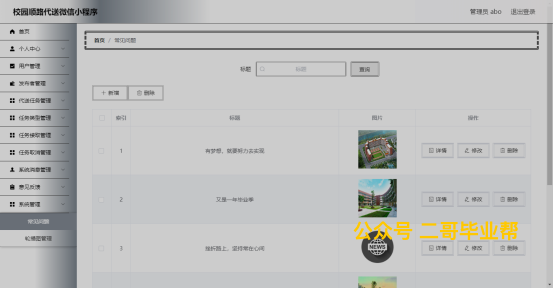 校园顺路代送微信小程序
管理员 abo
退出登录
首页
个人中心
用户管理
发布者管理
代送任务管理
任务类型管理
任务接取管理
任务取消管理
系统沟通管理
意见反馈
系统管理
常见问题
轮播图管理
首页 / 常见问题
标题
标题
查询
新增
删除
索引
标题
图片
操作
1
有梦想，就要努力去实现
详情
修改
删除
2
又是一年毕业季
详情
修改
删除
公众号 二哥毕业帮
3
挫折路上，坚持常在心间
NEWS
详情
修改
删除